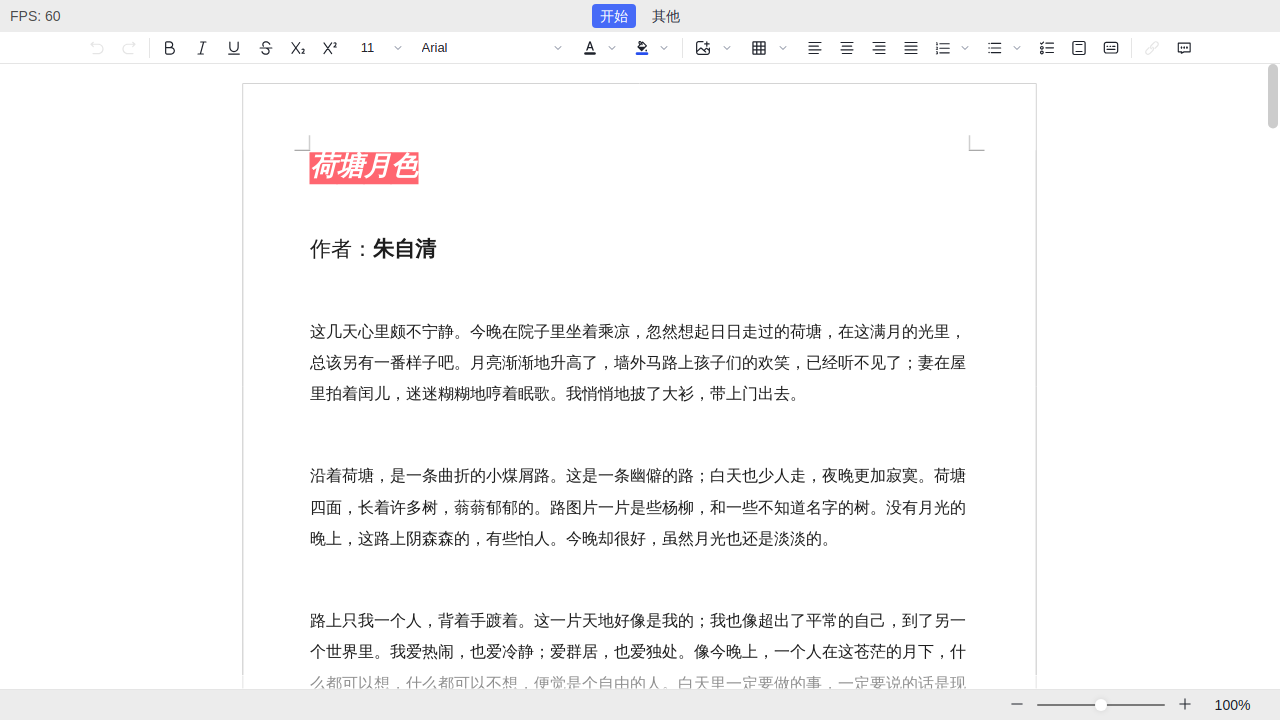 FPS: 60
开始 其他
11 Arial
荷塘月色
作者：朱自清
这几天心里颇不宁静。今晚在院子里坐着乘凉，忽然想起日日走过的荷塘，在这满月的光里，
总该另有一番样子吧。月亮渐渐地升高了，墙外马路上孩子们的欢笑，已经听不见了；妻在屋
里拍着闰儿，迷迷糊糊地哼着眠歌。我悄悄地披了大衫，带上门出去。
沿着荷塘，是一条曲折的小煤屑路。这是一条幽僻的路；白天也少人走，夜晚更加寂寞。荷塘
四面，长着许多树，蓊蓊郁郁的。路图片一片是些杨柳，和一些不知道名字的树。没有月光的
晚上，这路上阴森森的，有些怕人。今晚却很好，虽然月光也还是淡淡的。
路上只我一个人，背着手踱着。这一片天地好像是我的；我也像超出了平常的自己，到了另一
个世界里。我爱热闹，也爱冷静；爱群居，也爱独处。像今晚上，一个人在这苍茫的月下，什
么都可以想，什么都可以不想，便觉是个自由的人。白天里一定要做的事，一定要说的话是现
100%